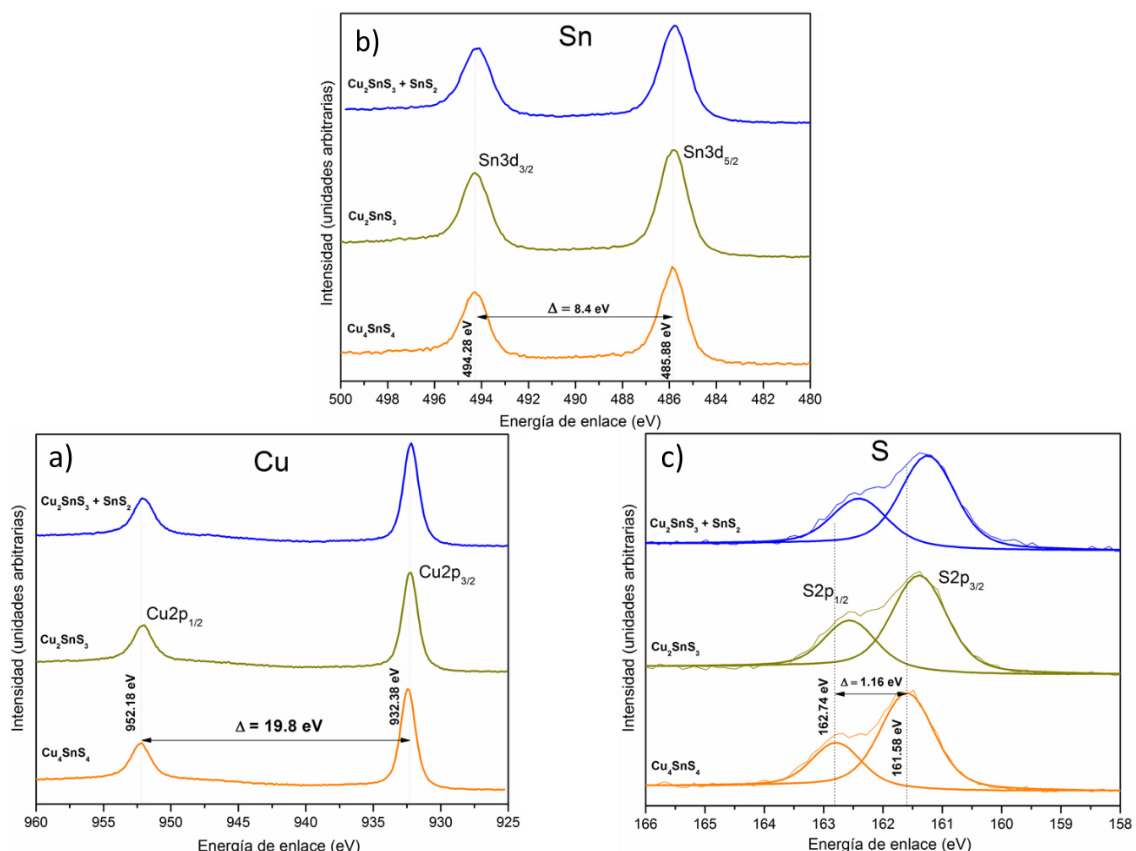 b)
Sn
Cu₂SnS₃ + SnS₂
Sn3d₃/₂
Sn3d₅/₂
Cu₂SnS₃
Δ = 8.4 eV
Cu₄SnS₄
494.28 eV
485.88 eV
Intensidad (unidades arbitrarias)
500 498 496 494 492 490 488 486 484 482 480
Energía de enlace (eV)
a)
Cu
Cu₂SnS₃ + SnS₂
Cu2p₃/₂
Cu2p₁/₂
Cu₂SnS₃
952.18 eV
932.38 eV
Δ = 19.8 eV
Cu₄SnS₄
Intensidad (unidades arbitrarias)
960 955 950 945 940 935 930 925
Energía de enlace (eV)
c)
S
Cu₂SnS₃ + SnS₂
S2p₁/₂
S2p₃/₂
Cu₂SnS₃
Δ = 1.16 eV
162.74 eV
161.58 eV
Cu₄SnS₄
Intensidad (unidades arbitrarias)
166 165 164 163 162 161 160 159 158
Energía de enlace (eV)